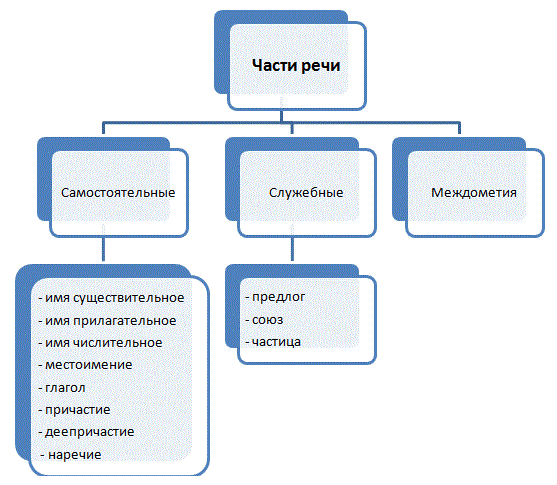 Части речи
Самостоятельные
Служебные
Междометия
- имя существительное
- имя прилагательное
- имя числительное
- местоимение
- глагол
- причастие
- деепричастие
- наречие
- предлог
- союз
- частица